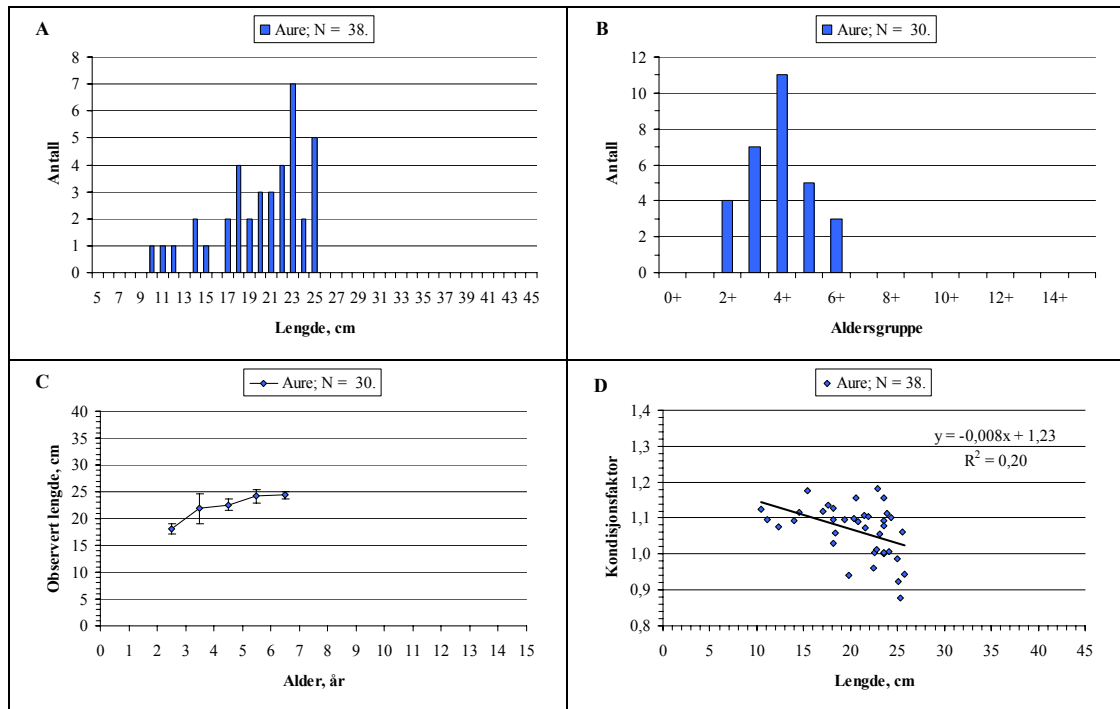 A
Aure; N = 38.
8
7
6
5
4
3
2
1
0
Antall
5 7 9 11 13 15 17 19 21 23 25 27 29 31 33 35 37 39 41 43 45
Lengde, cm
B
Aure; N = 30.
12
10
8
6
4
2
0
Antall
0+ 2+ 4+ 6+ 8+ 10+ 12+ 14+
Aldersgruppe
C
Aure; N = 30.
40
35
30
25
20
15
10
5
0
Observert lengde, cm
0 1 2 3 4 5 6 7 8 9 10 11 12 13 14 15
Alder, år
D
Aure; N = 38.
1,4
1,3
1,2
1,1
1,0
0,9
0,8
Kondisjonsfaktor
y = -0,008x + 1,23
R² = 0,20
0 5 10 15 20 25 30 35 40 45
Lengde, cm